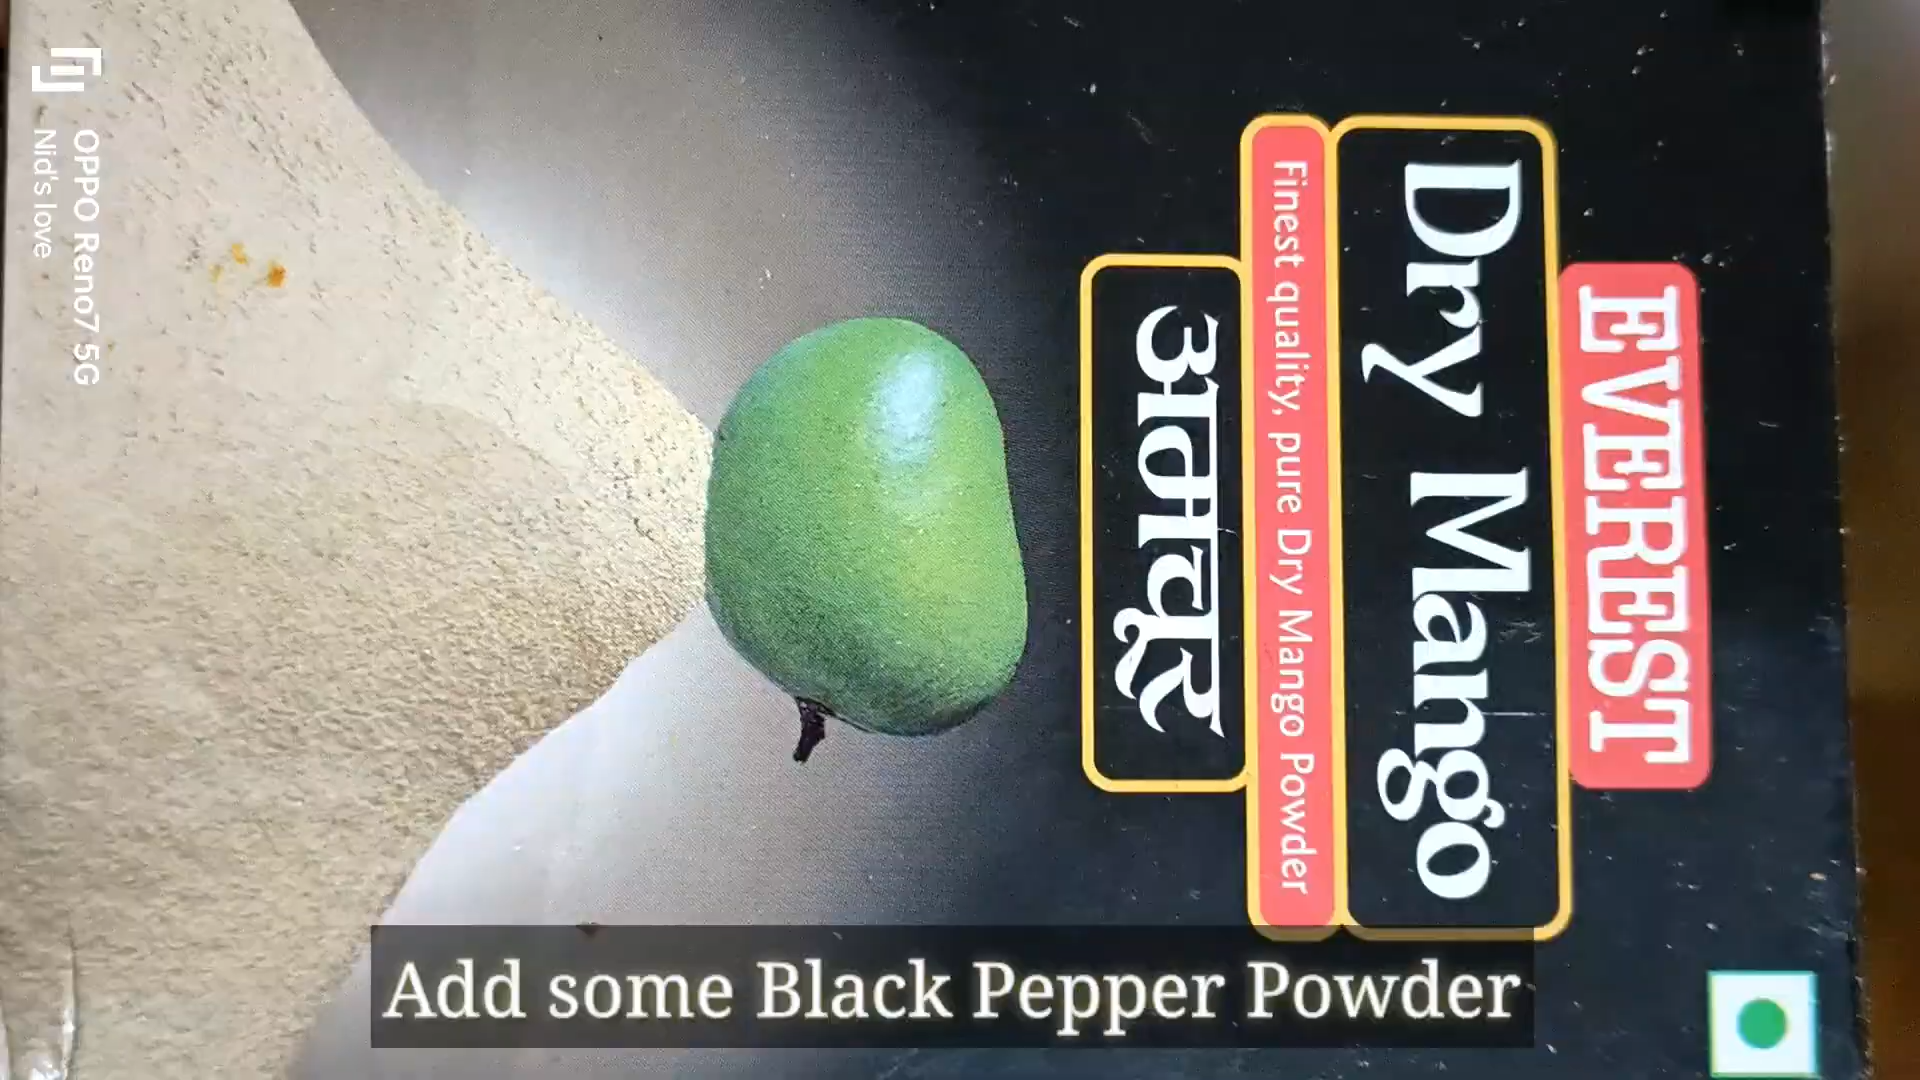 EVEREST
Dry Mango
Finest quality, pure Dry Mango Powder
अमचूर
OPPO Reno7 5G
Nid's love
Add some Black Pepper Powder